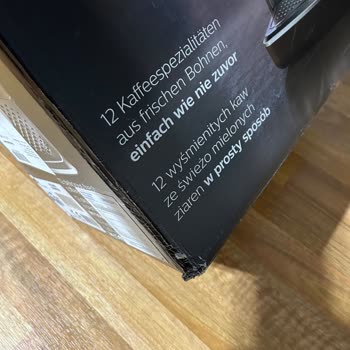 12 Kaffeespezialitäten
aus frischen Bohnen,
einfach wie nie zuvor
12 wyśmienitych kaw
ze świeżo mielonych
ziaren w prosty sposób